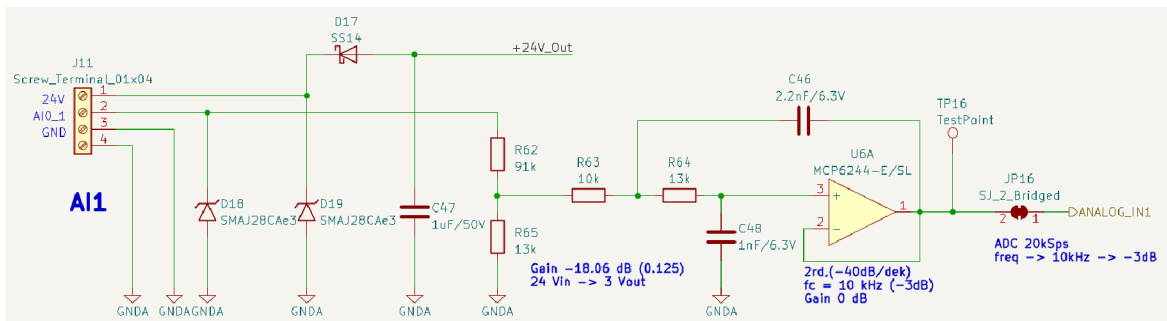 D17
SS14
+24V_Out
J11
Screw_Terminal_01x04
24V
1
AI0_1
2
GND
3
4
AI1
D18
SMAJ28CAe3
D19
SMAJ28CAe3
C47
1uF/50V
R62
91k
R65
13k
R63
10k
R64
13k
C46
2.2nF/6.3V
C48
1nF/6.3V
U6A
MCP6244-E/SL
3
2
1
TP16
TestPoint
JP16
SJ_2_Bridged
2
1
ANALOG_IN1
ADC 20kSps
freq -> 10kHz -> -3dB
Gain -18.06 dB (0.125)
24 Vin -> 3 Vout
2rd,(-40dB/dek)
fc = 10 kHz (-3dB)
Gain 0 dB
GNDA
GNDA
GNDA
GNDA
GNDA
GNDA
GNDA